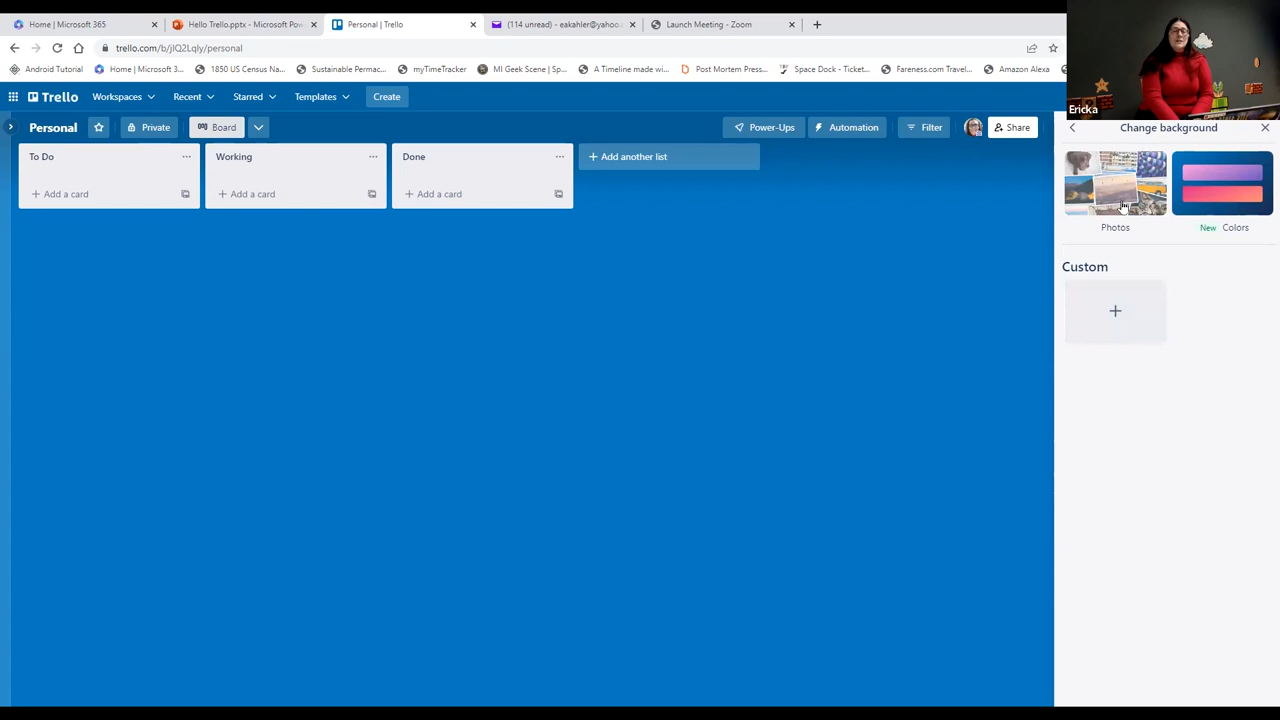 Home | Microsoft 365
Hello Trello.pptx - Microsoft Pow
Personal | Trello
(114 unread) - eakahler@yahoo.c
Launch Meeting - Zoom
trello.com/b/jIQ2Lqly/personal
Android Tutorial
Home | Microsoft 3...
1850 US Census Na...
Sustainable Permac...
myTimeTracker
MI Geek Scene | Sp...
A Timeline made wi...
Post Mortem Press...
Space Dock - Ticket...
Fareness.com Travel...
Amazon Alexa
Trello
Workspaces
Recent
Starred
Templates
Create
Ericka
Personal
Private
Board
Power-Ups
Automation
Filter
Share
Change background
To Do
Working
Done
+ Add another list
+ Add a card
+ Add a card
+ Add a card
Photos
New Colors
Custom